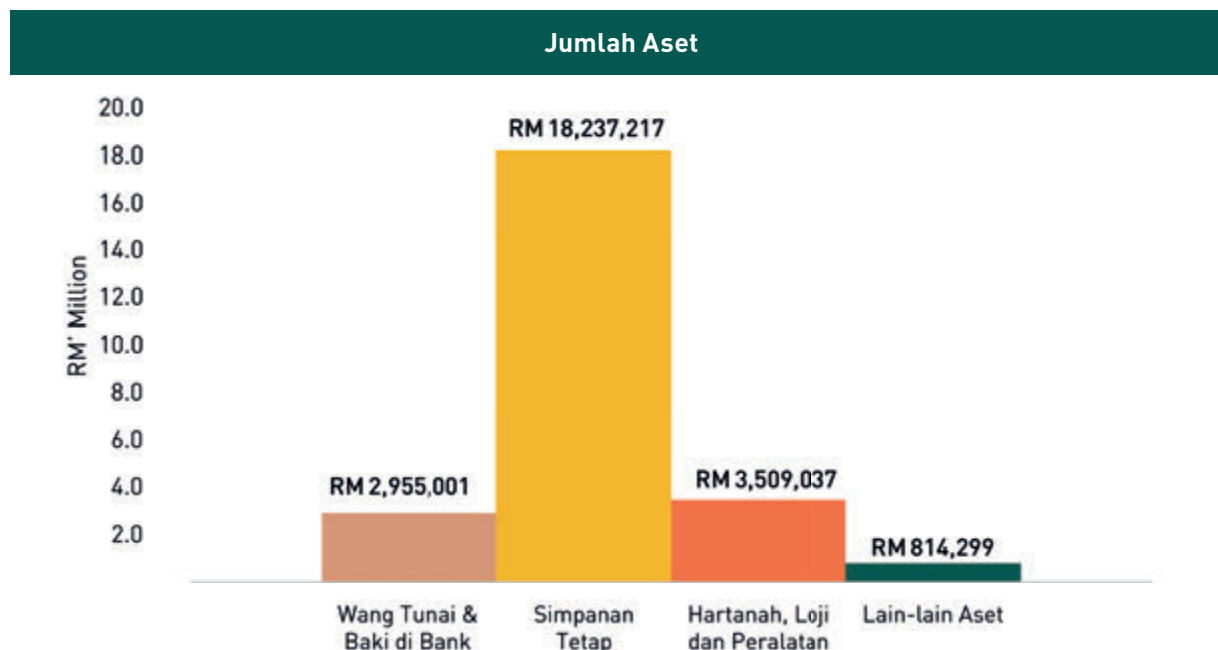 Jumlah Aset
20.0
RM 18,237,217
18.0
16.0
14.0
12.0
10.0
8.0
6.0
4.0
2.0
RM' Million
RM 2,955,001
RM 3,509,037
RM 814,299
Wang Tunai &
Baki di Bank
Simpanan
Tetap
Hartanah, Loji
dan Peralatan
Lain-lain Aset